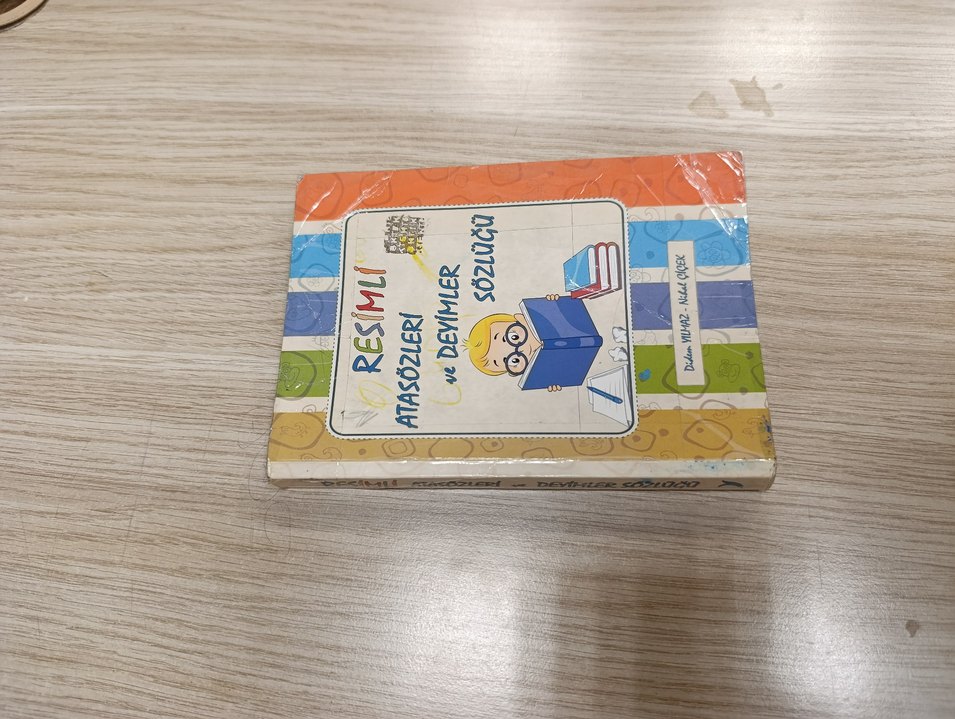 RESİMLİ
ATASÖZLERİ
ve DEYİMLER
SÖZLÜĞÜ
Didem YILMAZ - Nihal ÇİÇEK
RESİMLİ ATASÖZLERİ ve DEYİMLER SÖZLÜĞÜ